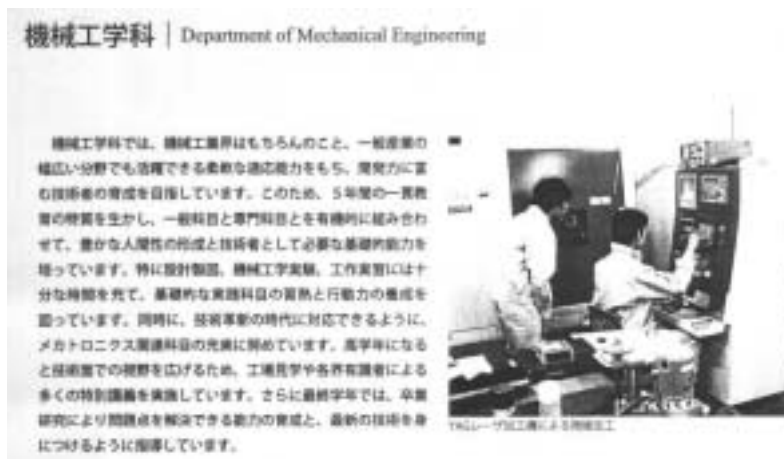 機械工学科 | Department of Mechanical Engineering
機械工学科では、機械工業界はもちろんのこと、一般産業の
幅広い分野でも活躍できる柔軟な適応能力をもち、開発力に富
む技術者の育成を目指しています。このため、5年間の一貫教
育の特質を生かし、一般科目と専門科目とを有機的に組み合わ
せて、豊かな人間性の形成と技術者として必要な基礎的能力を
培っています。特に設計製図、機械工学実験、工作実習には十
分な時間を充て、基礎的な実践科目の習熟と行能力の養成を
図っています。同時に、技術革新の時代に対応できるように、
メカトロニクス関連科目の充実に努めています。高学年になる
と技術面での視野を広げるため、工場見学や各界有識者による
多くの特別講義を実施しています。さらに最終学年では、卒業
研究により問題点を解決できる能力の育成と、最新の技術を身
につけるように指導しています。
YAGレーザ加工機による機械加工